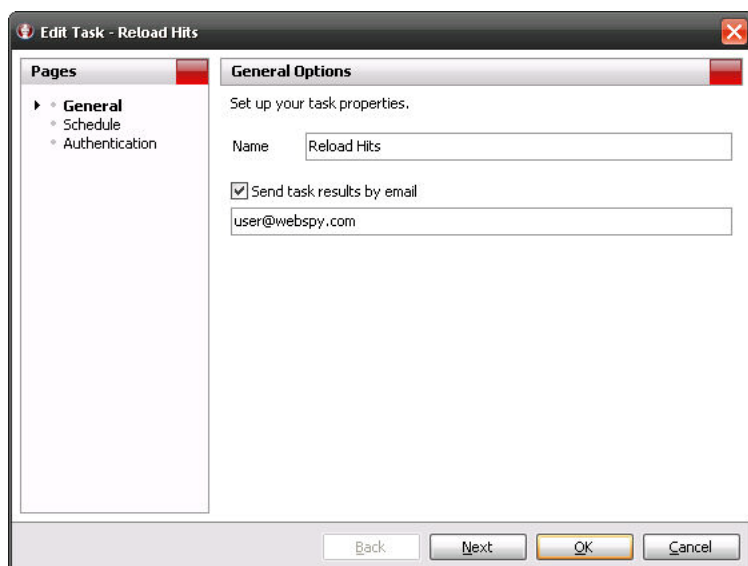 Edit Task - Reload Hits
Pages
General
Schedule
Authentication
General Options
Set up your task properties.
Name Reload Hits
Send task results by email
user@webspy.com
Back Next OK Cancel